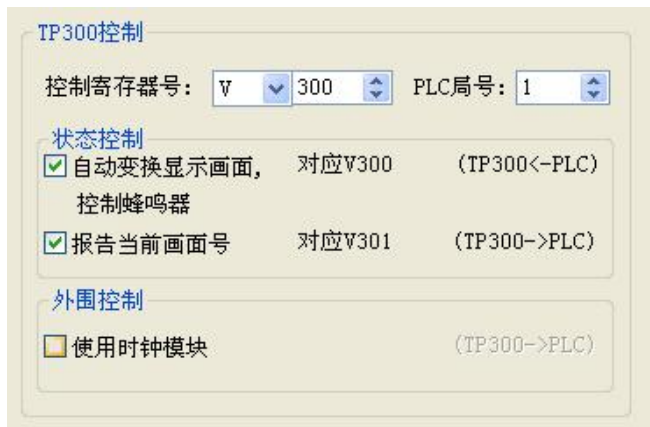 TP300控制
控制寄存器号: V 300 PLC局号: 1
状态控制
自动变换显示画面, 对应V300 (TP300<-PLC)
控制蜂鸣器
报告当前画面号 对应V301 (TP300->PLC)
外围控制
使用时钟模块 (TP300->PLC)